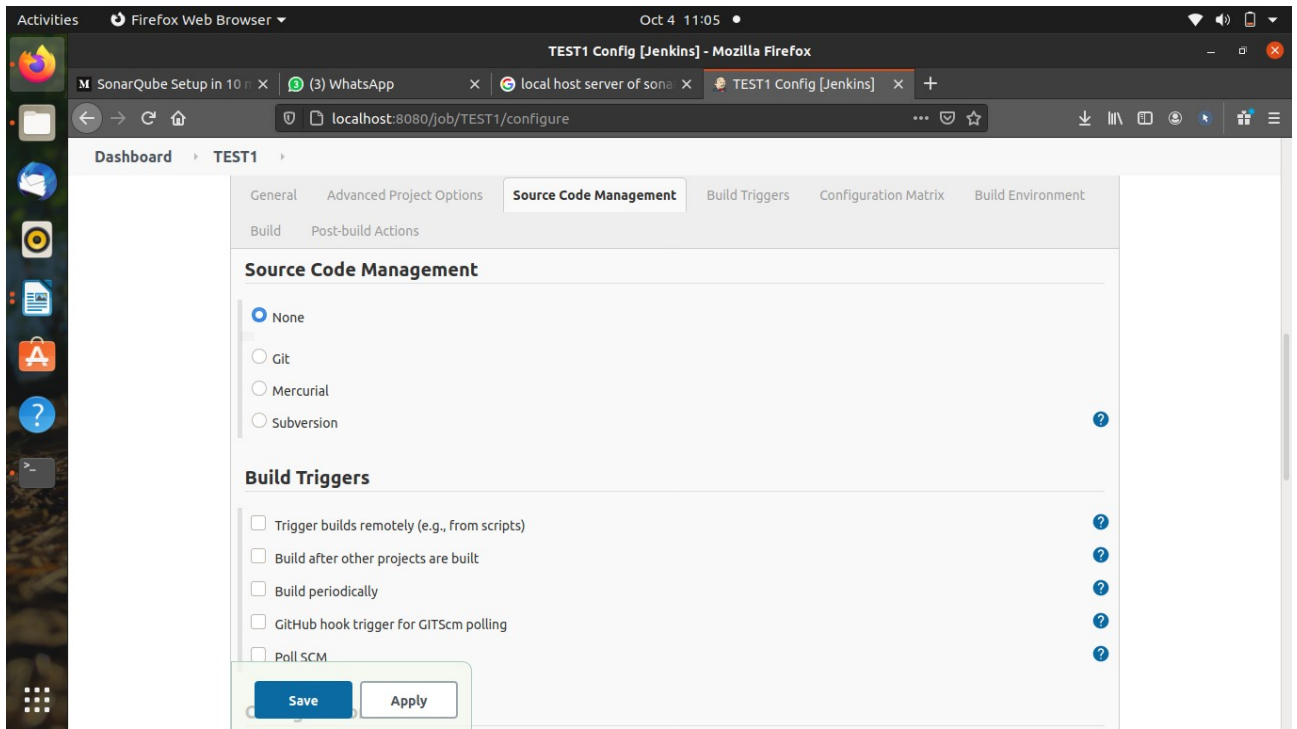 Activities Firefox Web Browser Oct 4 11:05
TEST1 Config [Jenkins] - Mozilla Firefox
SonarQube Setup in 10 m (3) WhatsApp local host server of sona TEST1 Config [Jenkins]
localhost:8080/job/TEST1/configure
Dashboard TEST1
General Advanced Project Options Source Code Management Build Triggers Configuration Matrix Build Environment
Build Post-build Actions
Source Code Management
None
Git
Mercurial
Subversion
Build Triggers
Trigger builds remotely (e.g., from scripts)
Build after other projects are built
Build periodically
GitHub hook trigger for GITScm polling
Poll SCM
Save Apply